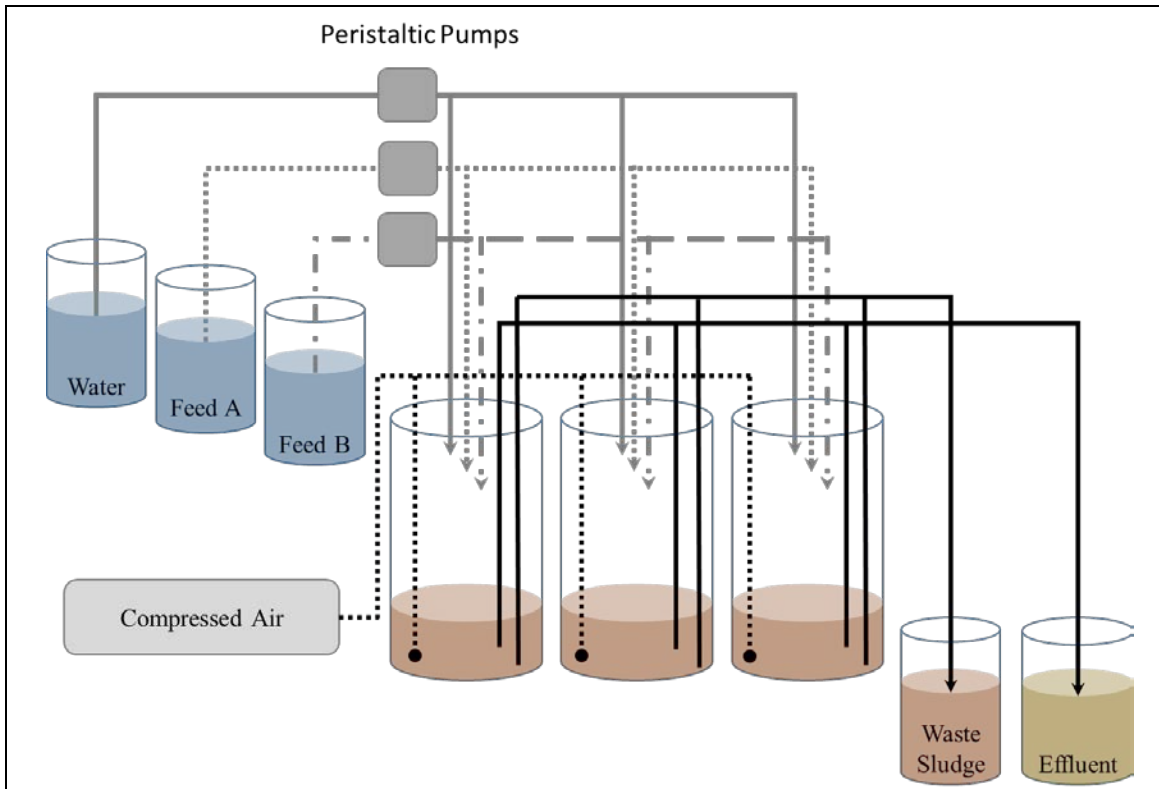 Peristaltic Pumps
Water
Feed A
Feed B
Compressed Air
Waste
Sludge
Effluent